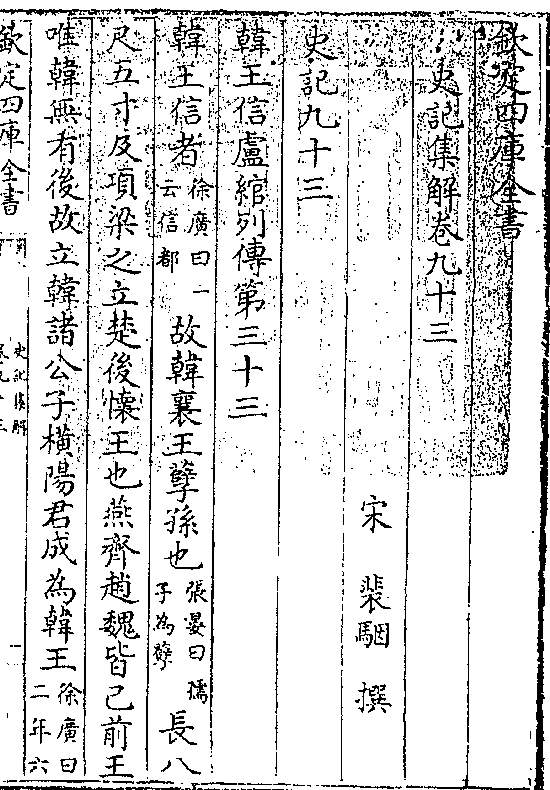 欽定四庫全書
史記集解卷九十三
宋 裴駰 撰
史記九十三
韓王信盧綰列傳第三十三
韓王信者徐廣曰一云信都故韓襄王孽孫也張晏曰孺子為孽長八
尺五寸及項梁之立楚後懷王也燕齊趙魏皆已前王
唯韓無有後故立韓諸公子橫陽君成為韓王徐廣曰二年六
欽定四庫全書
史記集解
卷九十三
一